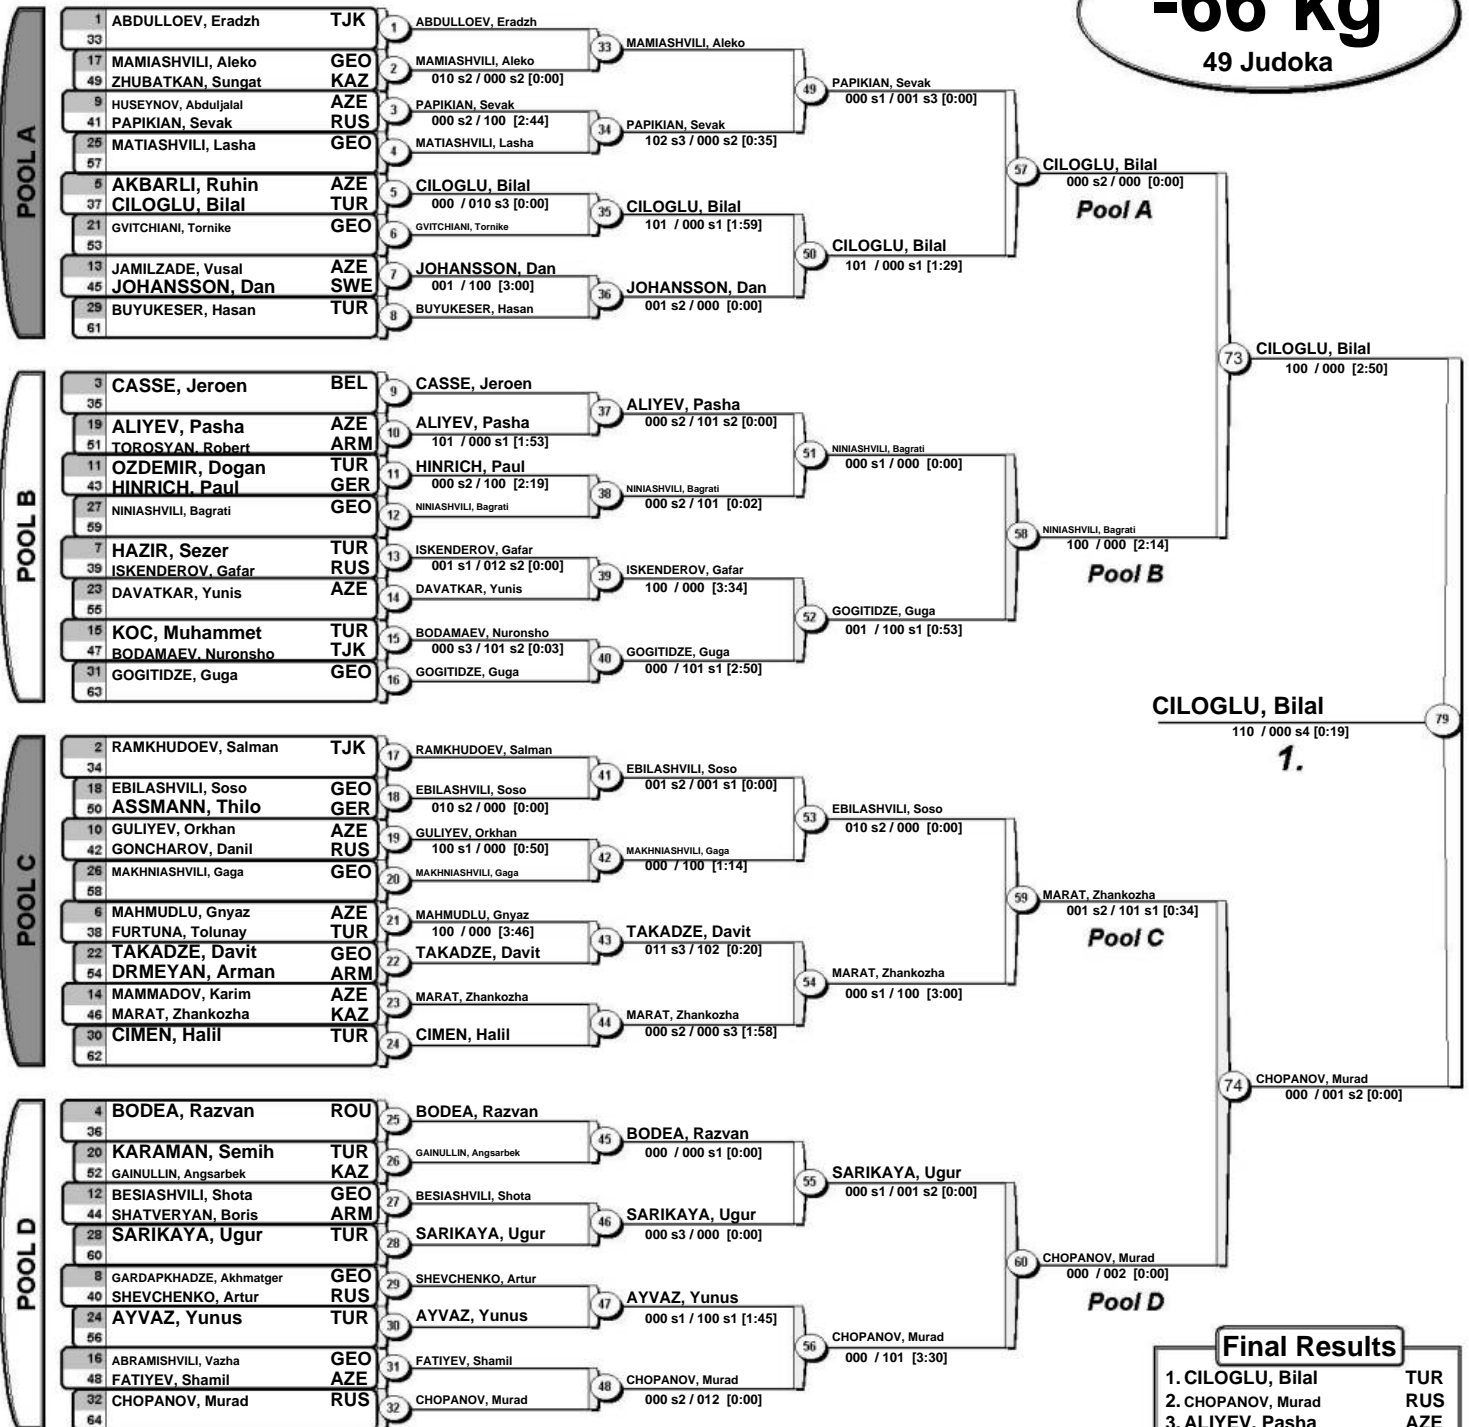 -66 kg
49 Judoka
POOL A
1 ABDULLOEV, Eradzh TJK
33
17 MAMIASHVILI, Aleko GEO
49 ZHUBATKAN, Sungat KAZ
9 HUSEYNOV, Abduljalal AZE
41 PAPIKIAN, Sevak RUS
25 MATIASHVILI, Lasha GEO
57
5 AKBARLI, Ruhin AZE
37 CILOGLU, Bilal TUR
21 GVITCHIANI, Tornike GEO
53
13 JAMILZADE, Vusal AZE
45 JOHANSSON, Dan SWE
29 BUYUKESER, Hasan TUR
61
1 ABDULLOEV, Eradzh
2 MAMIASHVILI, Aleko
010 s2 / 000 s2 [0:00]
3 PAPIKIAN, Sevak
000 s2 / 100 [2:44]
4 MATIASHVILI, Lasha
5 CILOGLU, Bilal
000 / 010 s3 [0:00]
6 GVITCHIANI, Tornike
7 JOHANSSON, Dan
001 / 100 [3:00]
8 BUYUKESER, Hasan
33 MAMIASHVILI, Aleko
34 PAPIKIAN, Sevak
102 s3 / 000 s2 [0:35]
35 CILOGLU, Bilal
101 / 000 s1 [1:59]
36 JOHANSSON, Dan
001 s2 / 000 [0:00]
49 PAPIKIAN, Sevak
000 s1 / 001 s3 [0:00]
50 CILOGLU, Bilal
101 / 000 s1 [1:29]
57 CILOGLU, Bilal
000 s2 / 000 [0:00]
Pool A
POOL B
3 CASSE, Jeroen BEL
35
19 ALIYEV, Pasha AZE
51 TOROSYAN, Robert ARM
11 OZDEMIR, Dogan TUR
43 HINRICH, Paul GER
27 NINIASHVILI, Bagrati GEO
59
7 HAZIR, Sezer TUR
39 ISKENDEROV, Gafar RUS
23 DAVATKAR, Yunis AZE
55
15 KOC, Muhammet TUR
47 BODAMAEV, Nuronsho TJK
31 GOGITIDZE, Guga GEO
63
9 CASSE, Jeroen
10 ALIYEV, Pasha
101 / 000 s1 [1:53]
11 HINRICH, Paul
000 s2 / 100 [2:19]
12 NINIASHVILI, Bagrati
13 ISKENDEROV, Gafar
001 s1 / 012 s2 [0:00]
14 DAVATKAR, Yunis
15 BODAMAEV, Nuronsho
000 s3 / 101 s2 [0:03]
16 GOGITIDZE, Guga
37 ALIYEV, Pasha
000 s2 / 101 s2 [0:00]
38 NINIASHVILI, Bagrati
000 s2 / 101 [0:02]
39 ISKENDEROV, Gafar
100 / 000 [3:34]
40 GOGITIDZE, Guga
000 / 101 s1 [2:50]
51 NINIASHVILI, Bagrati
000 s1 / 000 [0:00]
52 GOGITIDZE, Guga
001 / 100 s1 [0:53]
58 NINIASHVILI, Bagrati
100 / 000 [2:14]
Pool B
73 CILOGLU, Bilal
100 / 000 [2:50]
CILOGLU, Bilal
79
110 / 000 s4 [0:19]
1.
POOL C
2 RAMKHUDOEV, Salman TJK
34
18 EBILASHVILI, Soso GEO
50 ASSMANN, Thilo GER
10 GULIYEV, Orkhan AZE
42 GONCHAROV, Danil RUS
26 MAKHNIASHVILI, Gaga GEO
58
6 MAHMUDLU, Gnyaz AZE
38 FURTUNA, Tolunay TUR
22 TAKADZE, Davit GEO
54 DRMEYAN, Arman ARM
14 MAMMADOV, Karim AZE
46 MARAT, Zhankozha KAZ
30 CIMEN, Halil TUR
62
17 RAMKHUDOEV, Salman
18 EBILASHVILI, Soso
010 s2 / 000 [0:00]
19 GULIYEV, Orkhan
100 s1 / 000 [0:50]
20 MAKHNIASHVILI, Gaga
21 MAHMUDLU, Gnyaz
100 / 000 [3:46]
22 TAKADZE, Davit
23 MARAT, Zhankozha
24 CIMEN, Halil
41 EBILASHVILI, Soso
001 s2 / 001 s1 [0:00]
42 MAKHNIASHVILI, Gaga
000 / 100 [1:14]
43 TAKADZE, Davit
011 s3 / 102 [0:20]
44 MARAT, Zhankozha
000 s2 / 000 s3 [1:58]
53 EBILASHVILI, Soso
010 s2 / 000 [0:00]
54 MARAT, Zhankozha
000 s1 / 100 [3:00]
59 MARAT, Zhankozha
001 s2 / 101 s1 [0:34]
Pool C
POOL D
4 BODEA, Razvan ROU
36
20 KARAMAN, Semih TUR
52 GAINULLIN, Angsarbek KAZ
12 BESIASHVILI, Shota GEO
44 SHATVERYAN, Boris ARM
28 SARIKAYA, Ugur TUR
60
8 GARDAPKHADZE, Akhmatger GEO
40 SHEVCHENKO, Artur RUS
24 AYVAZ, Yunus TUR
56
16 ABRAMISHVILI, Vazha GEO
48 FATIYEV, Shamil AZE
32 CHOPANOV, Murad RUS
64
25 BODEA, Razvan
26 GAINULLIN, Angsarbek
27 BESIASHVILI, Shota
28 SARIKAYA, Ugur
29 SHEVCHENKO, Artur
30 AYVAZ, Yunus
31 FATIYEV, Shamil
32 CHOPANOV, Murad
45 BODEA, Razvan
000 / 000 s1 [0:00]
46 SARIKAYA, Ugur
000 s3 / 000 [0:00]
47 AYVAZ, Yunus
000 s1 / 100 s1 [1:45]
48 CHOPANOV, Murad
000 s2 / 012 [0:00]
55 SARIKAYA, Ugur
000 s1 / 001 s2 [0:00]
56 CHOPANOV, Murad
000 / 101 [3:30]
60 CHOPANOV, Murad
000 / 002 [0:00]
Pool D
74 CHOPANOV, Murad
000 / 001 s2 [0:00]
Final Results
1. CILOGLU, Bilal TUR
2. CHOPANOV, Murad RUS
3. ALIYEV, Pasha AZE